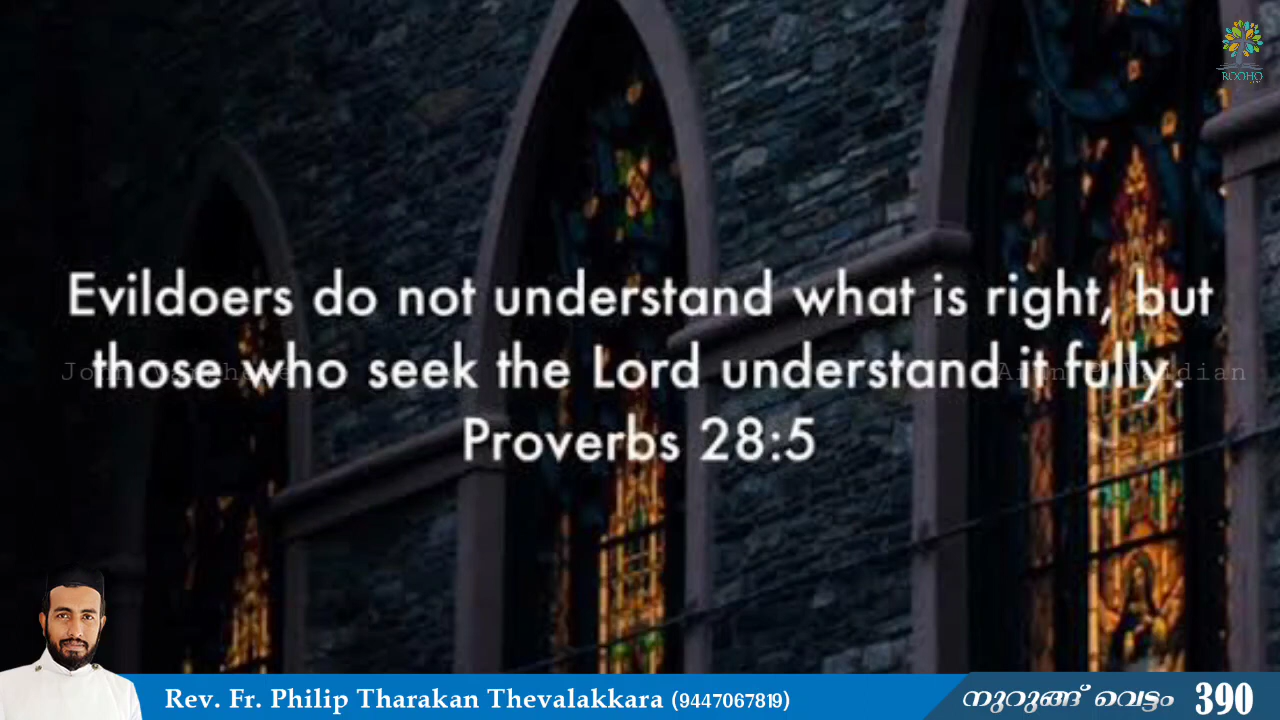 ROOHO
Evildoers do not understand what is right, but
those who seek the Lord understand it fully.
Proverbs 28:5
Rev. Fr. Philip Tharakan Thevalakkara (9447067819)
നുറുങ്ങ് വെട്ടം 390